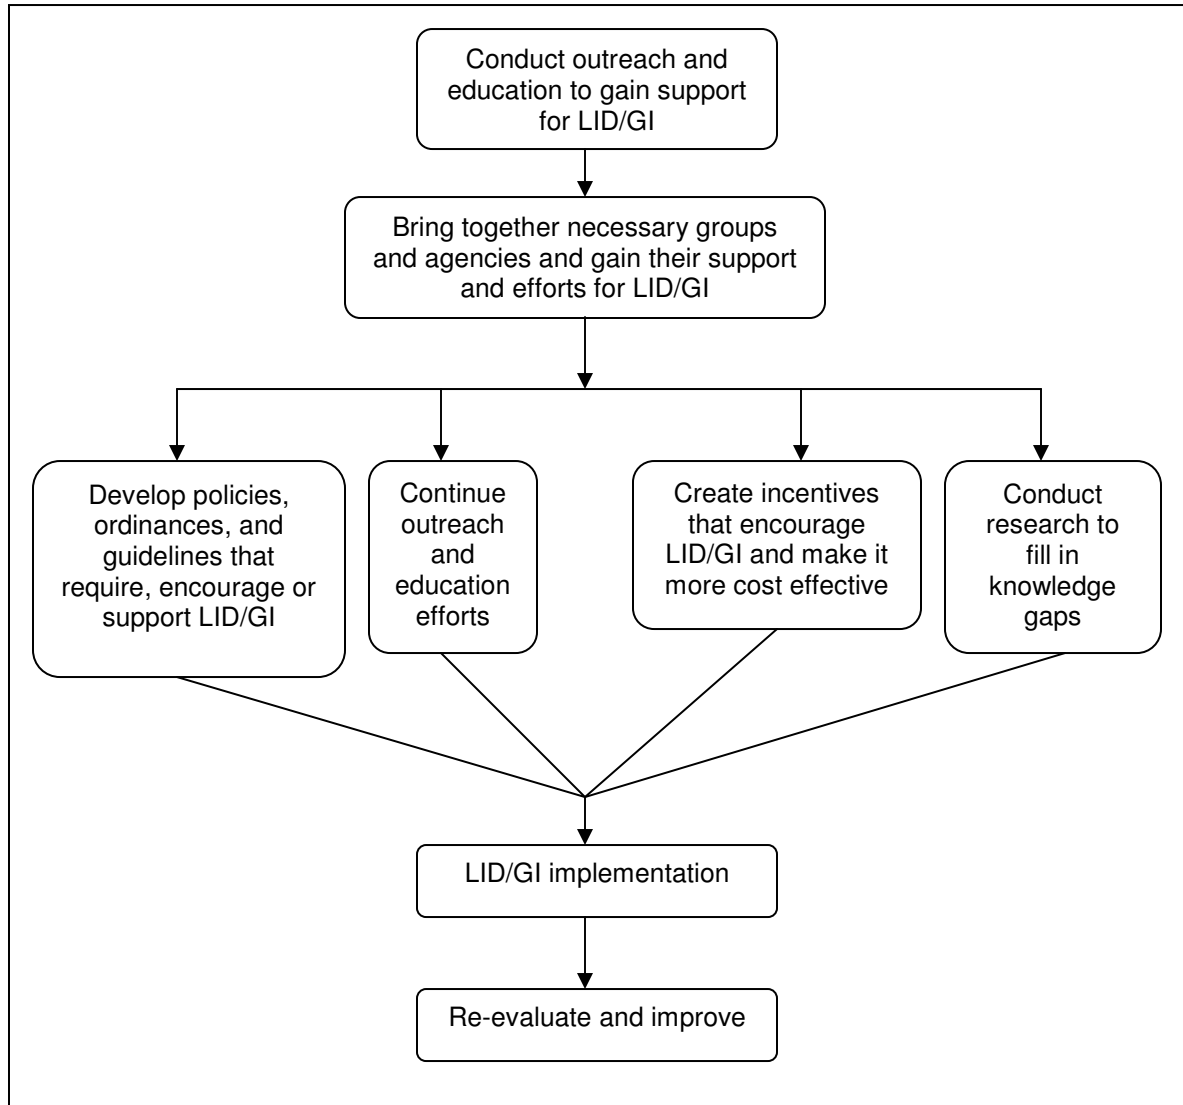 Conduct outreach and
education to gain support
for LID/GI
Bring together necessary groups
and agencies and gain their support
and efforts for LID/GI
Develop policies,
ordinances, and
guidelines that
require, encourage or
support LID/GI
Continue
outreach
and
education
efforts
Create incentives
that encourage
LID/GI and make it
more cost effective
Conduct
research to
fill in
knowledge
gaps
LID/GI implementation
Re-evaluate and improve